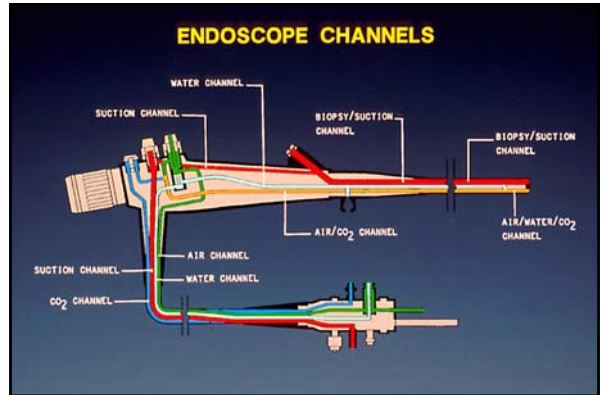 ENDOSCOPE CHANNELS
WATER CHANNEL
SUCTION CHANNEL
BIOPSY/SUCTION
CHANNEL
BIOPSY/SUCTION
CHANNEL
AIR/WATER/CO2
CHANNEL
AIR/CO2 CHANNEL
AIR CHANNEL
SUCTION CHANNEL
WATER CHANNEL
CO2 CHANNEL